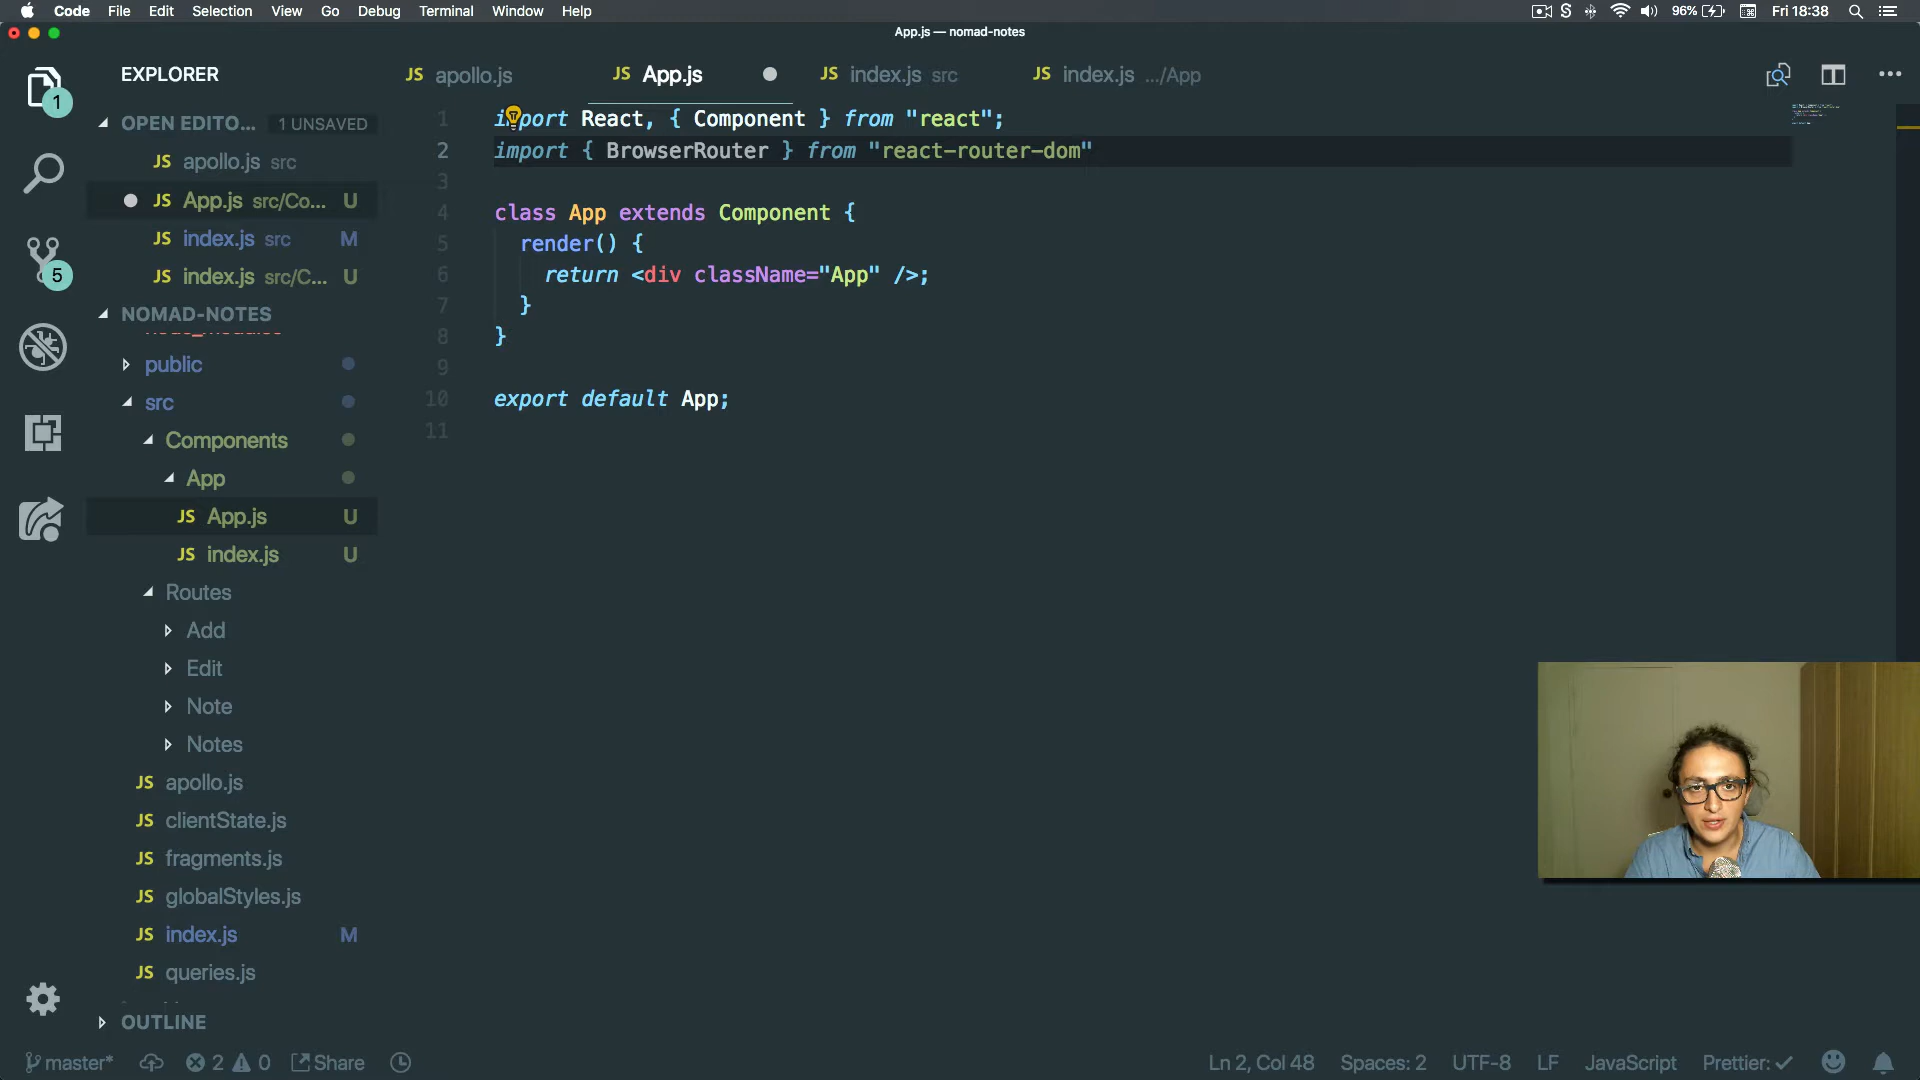 Code File Edit Selection View Go Debug Terminal Window Help
96% Fri 18:38
App.js — nomad-notes
EXPLORER
1
OPEN EDITO... 1 UNSAVED
JS apollo.js src
JS App.js src/Co... U
JS index.js src M
JS index.js src/C... U
5
NOMAD-NOTES
node_modules
public
src
Components
App
JS App.js U
JS index.js U
Routes
Add
Edit
Note
Notes
JS apollo.js
JS clientState.js
JS fragments.js
JS globalStyles.js
JS index.js M
JS queries.js
OUTLINE
JS apollo.js JS App.js JS index.js src JS index.js .../App
1 import React, { Component } from "react";
2 import { BrowserRouter } from "react-router-dom"
3
4 class App extends Component {
5 render() {
6 return <div className="App" />;
7 }
8 }
9
10 export default App;
11
master* 2 0 Share Ln 2, Col 48 Spaces: 2 UTF-8 LF JavaScript Prettier: ✓